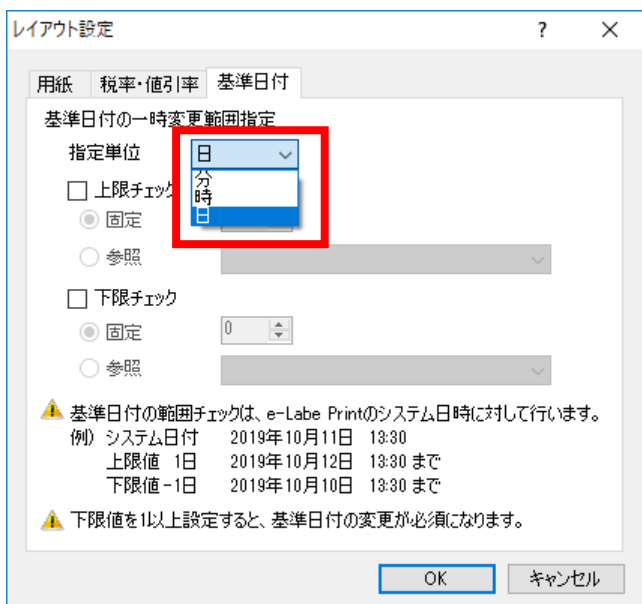 レイアウト設定 ?
用紙 税率・値引率 基準日付
基準日付の一時変更範囲指定
指定単位 日
分
時
日
上限チェック
固定
参照
下限チェック
固定 0
参照
基準日付の範囲チェックは、e-Labe Printのシステム日時に対して行います。
例) システム日付 2019年10月11日 13:30
上限値 1日 2019年10月12日 13:30 まで
下限値-1日 2019年10月10日 13:30 まで
下限値を1以上設定すると、基準日付の変更が必須になります。
OK キャンセル